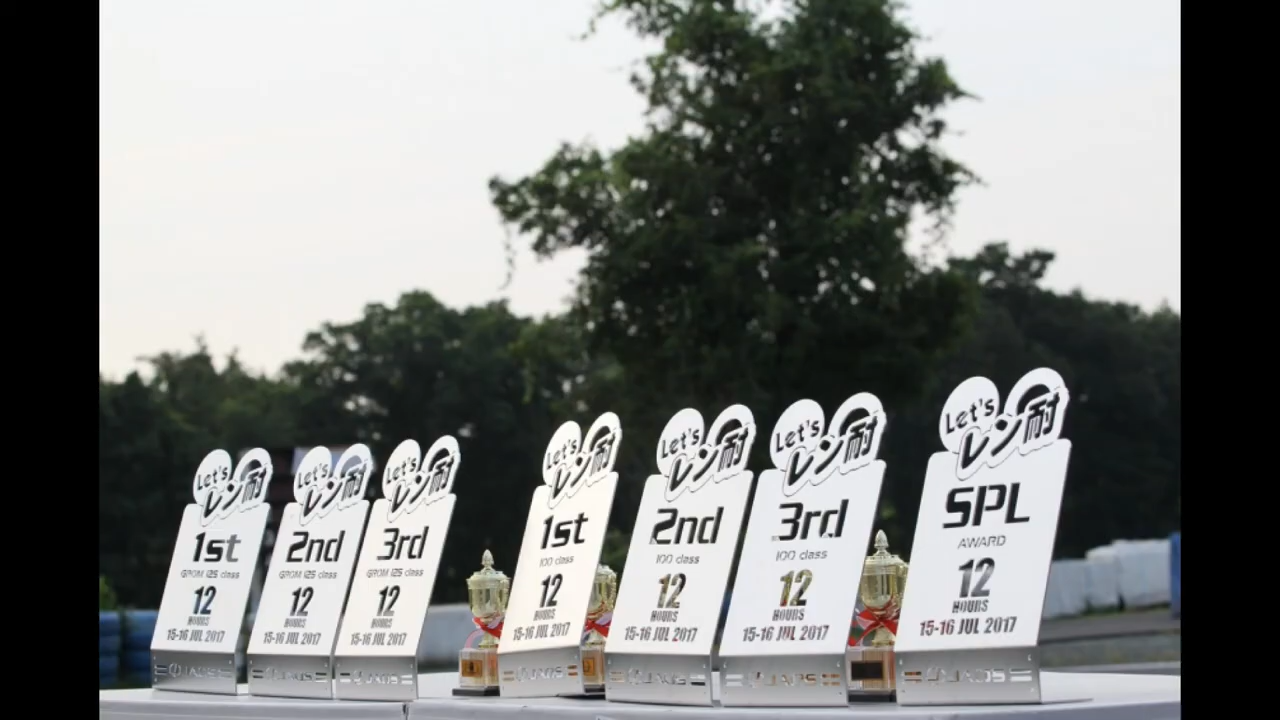 Let's
レン耐
1st
GROM 125 class
12
HOURS
15-16 JUL 2017
Let's
レン耐
2nd
GROM 125 class
12
HOURS
15-16 JUL 2017
Let's
レン耐
3rd
GROM 125 class
12
HOURS
15-16 JUL 2017
Let's
レン耐
1st
100 class
12
HOURS
15-16 JUL 2017
Let's
レン耐
2nd
100 class
12
HOURS
15-16 JUL 2017
Let's
レン耐
3rd
100 class
12
HOURS
15-16 JUL 2017
Let's
レン耐
SPL
AWARD
12
HOURS
15-16 JUL 2017